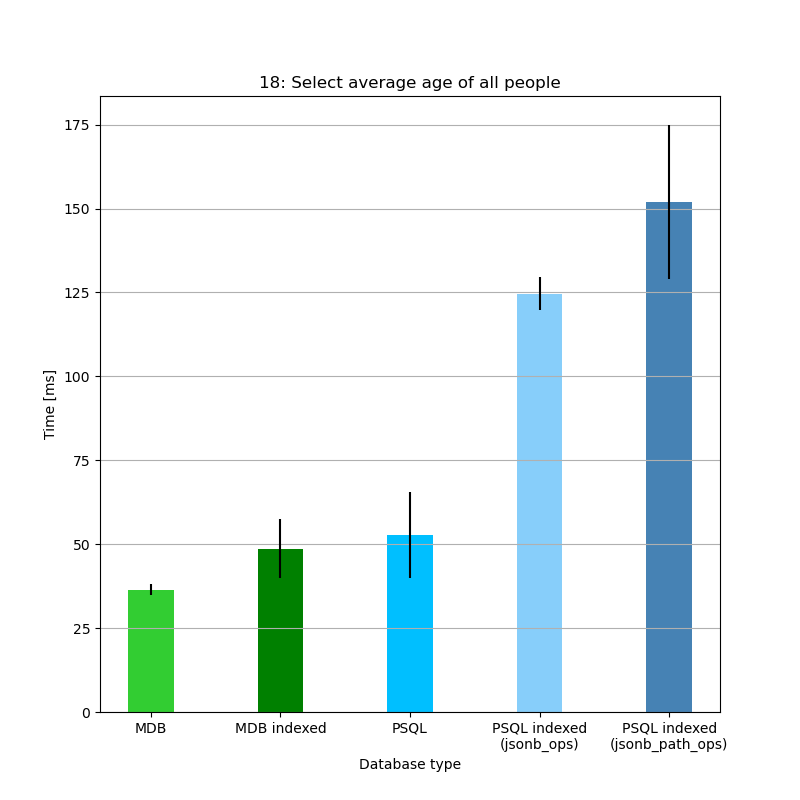 18: Select average age of all people
Time [ms]
175
150
125
100
75
50
25
0
MDB
MDB indexed
PSQL
PSQL indexed
(jsonb_ops)
PSQL indexed
(jsonb_path_ops)
Database type